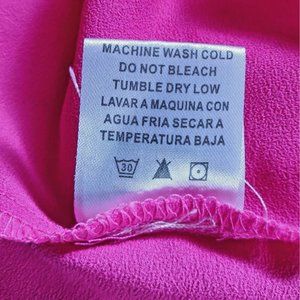 MACHINE WASH COLD
DO NOT BLEACH
TUMBLE DRY LOW
LAVAR A MAQUINA CON
AGUA FRIA SECAR A
TEMPERATURA BAJA
30